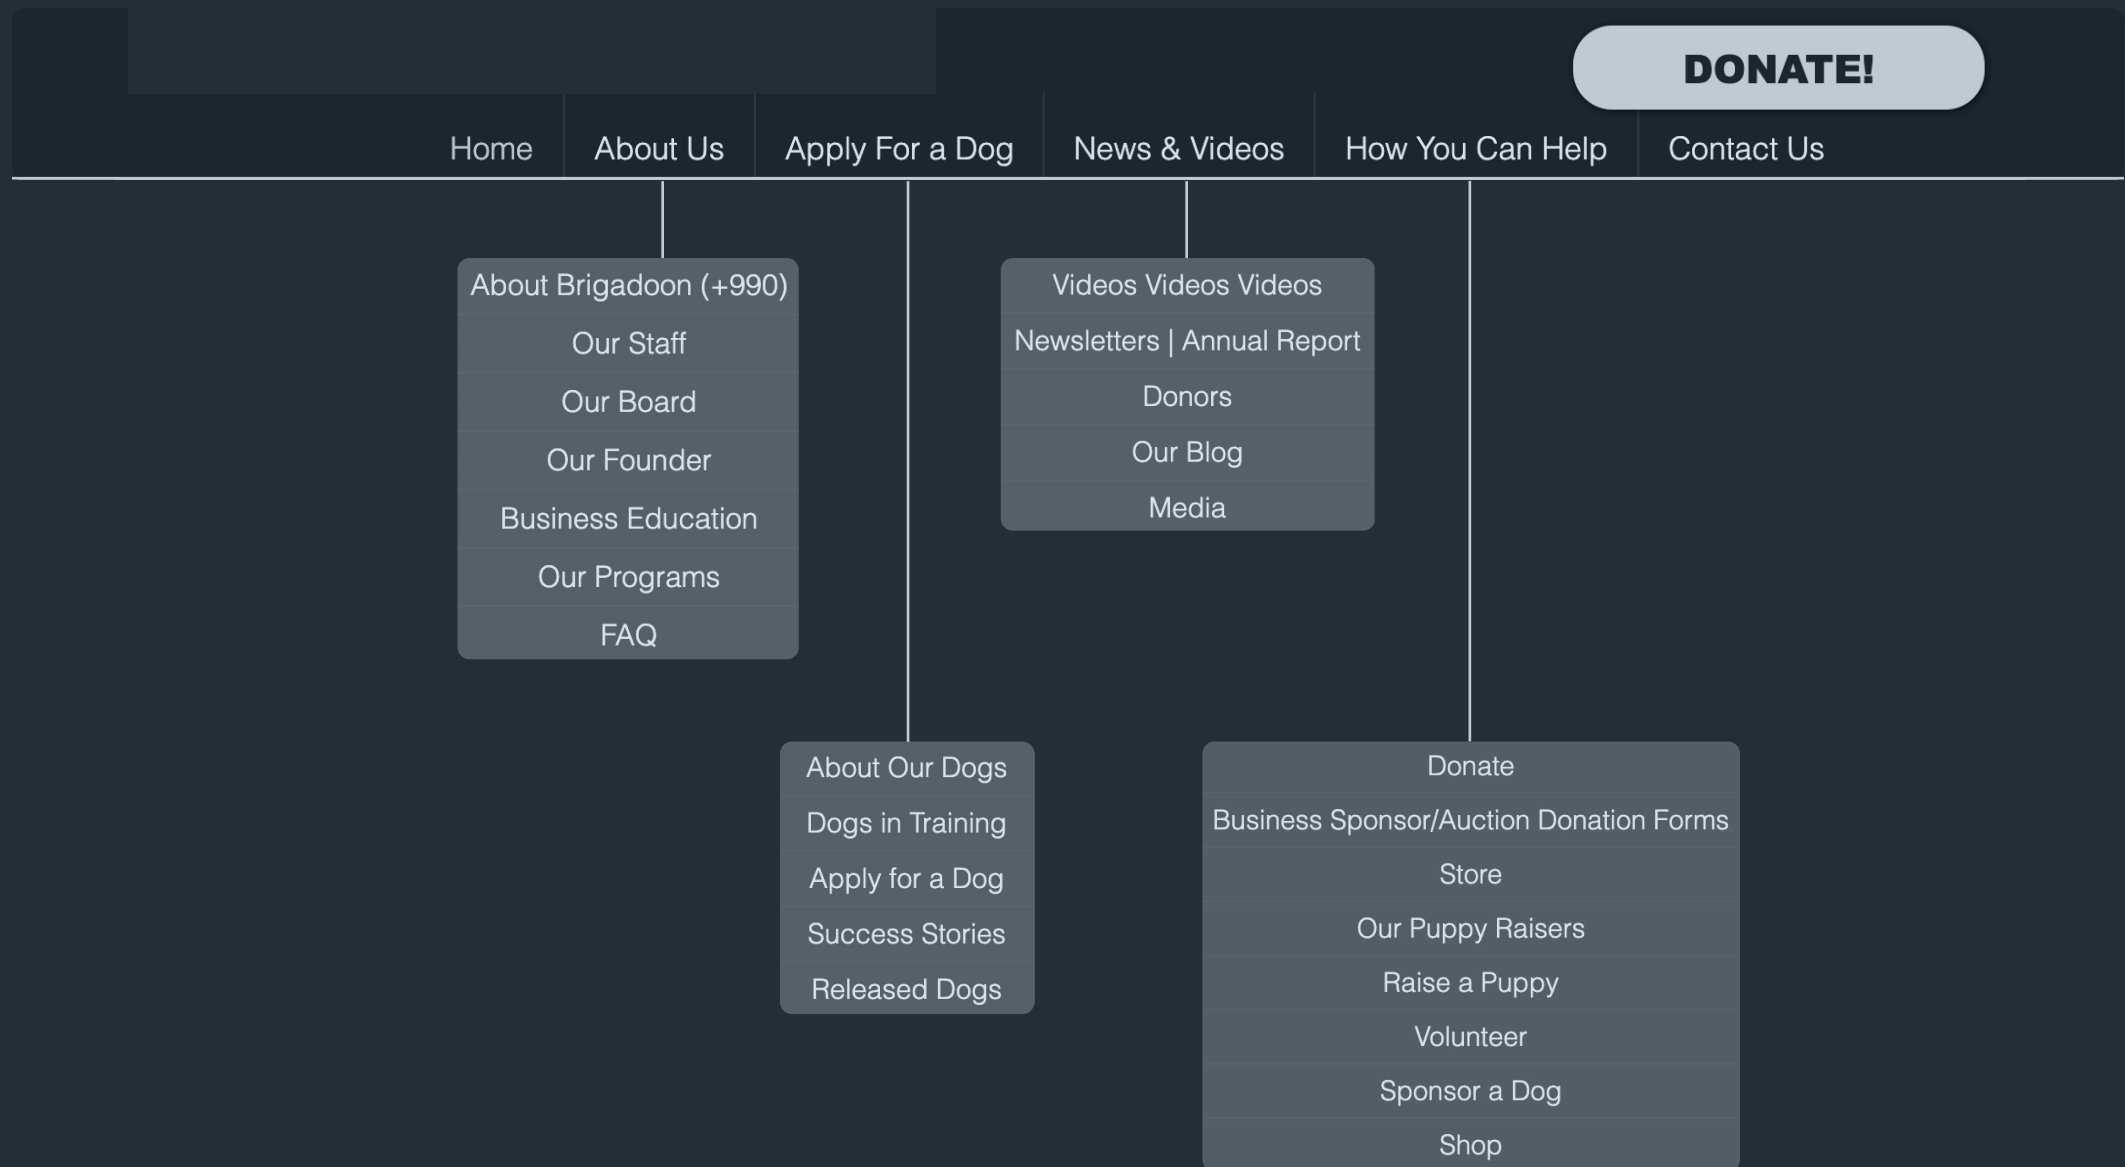 DONATE!
Home
About Us
Apply For a Dog
News & Videos
How You Can Help
Contact Us
About Brigadoon (+990)
Our Staff
Our Board
Our Founder
Business Education
Our Programs
FAQ
Videos Videos Videos
Newsletters | Annual Report
Donors
Our Blog
Media
About Our Dogs
Dogs in Training
Apply for a Dog
Success Stories
Released Dogs
Donate
Business Sponsor/Auction Donation Forms
Store
Our Puppy Raisers
Raise a Puppy
Volunteer
Sponsor a Dog
Shop